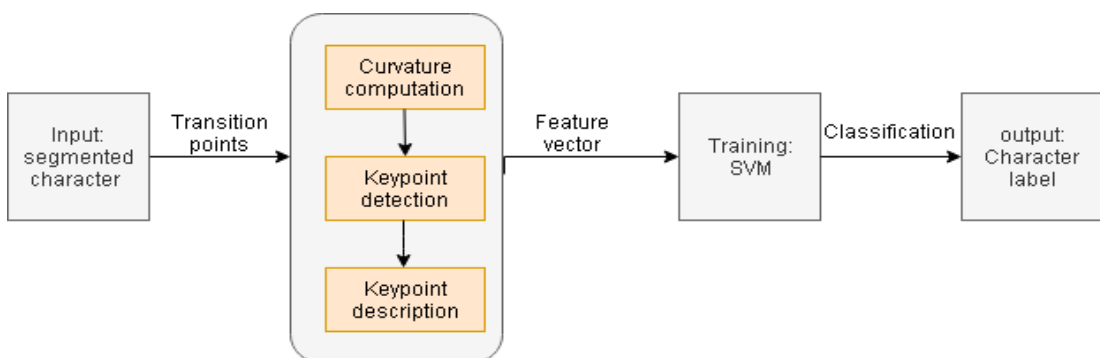 Input:
segmented
character
Transition
points
Curvature
computation
Keypoint
detection
Keypoint
description
Feature
vector
Training:
SVM
Classification
output:
Character
label